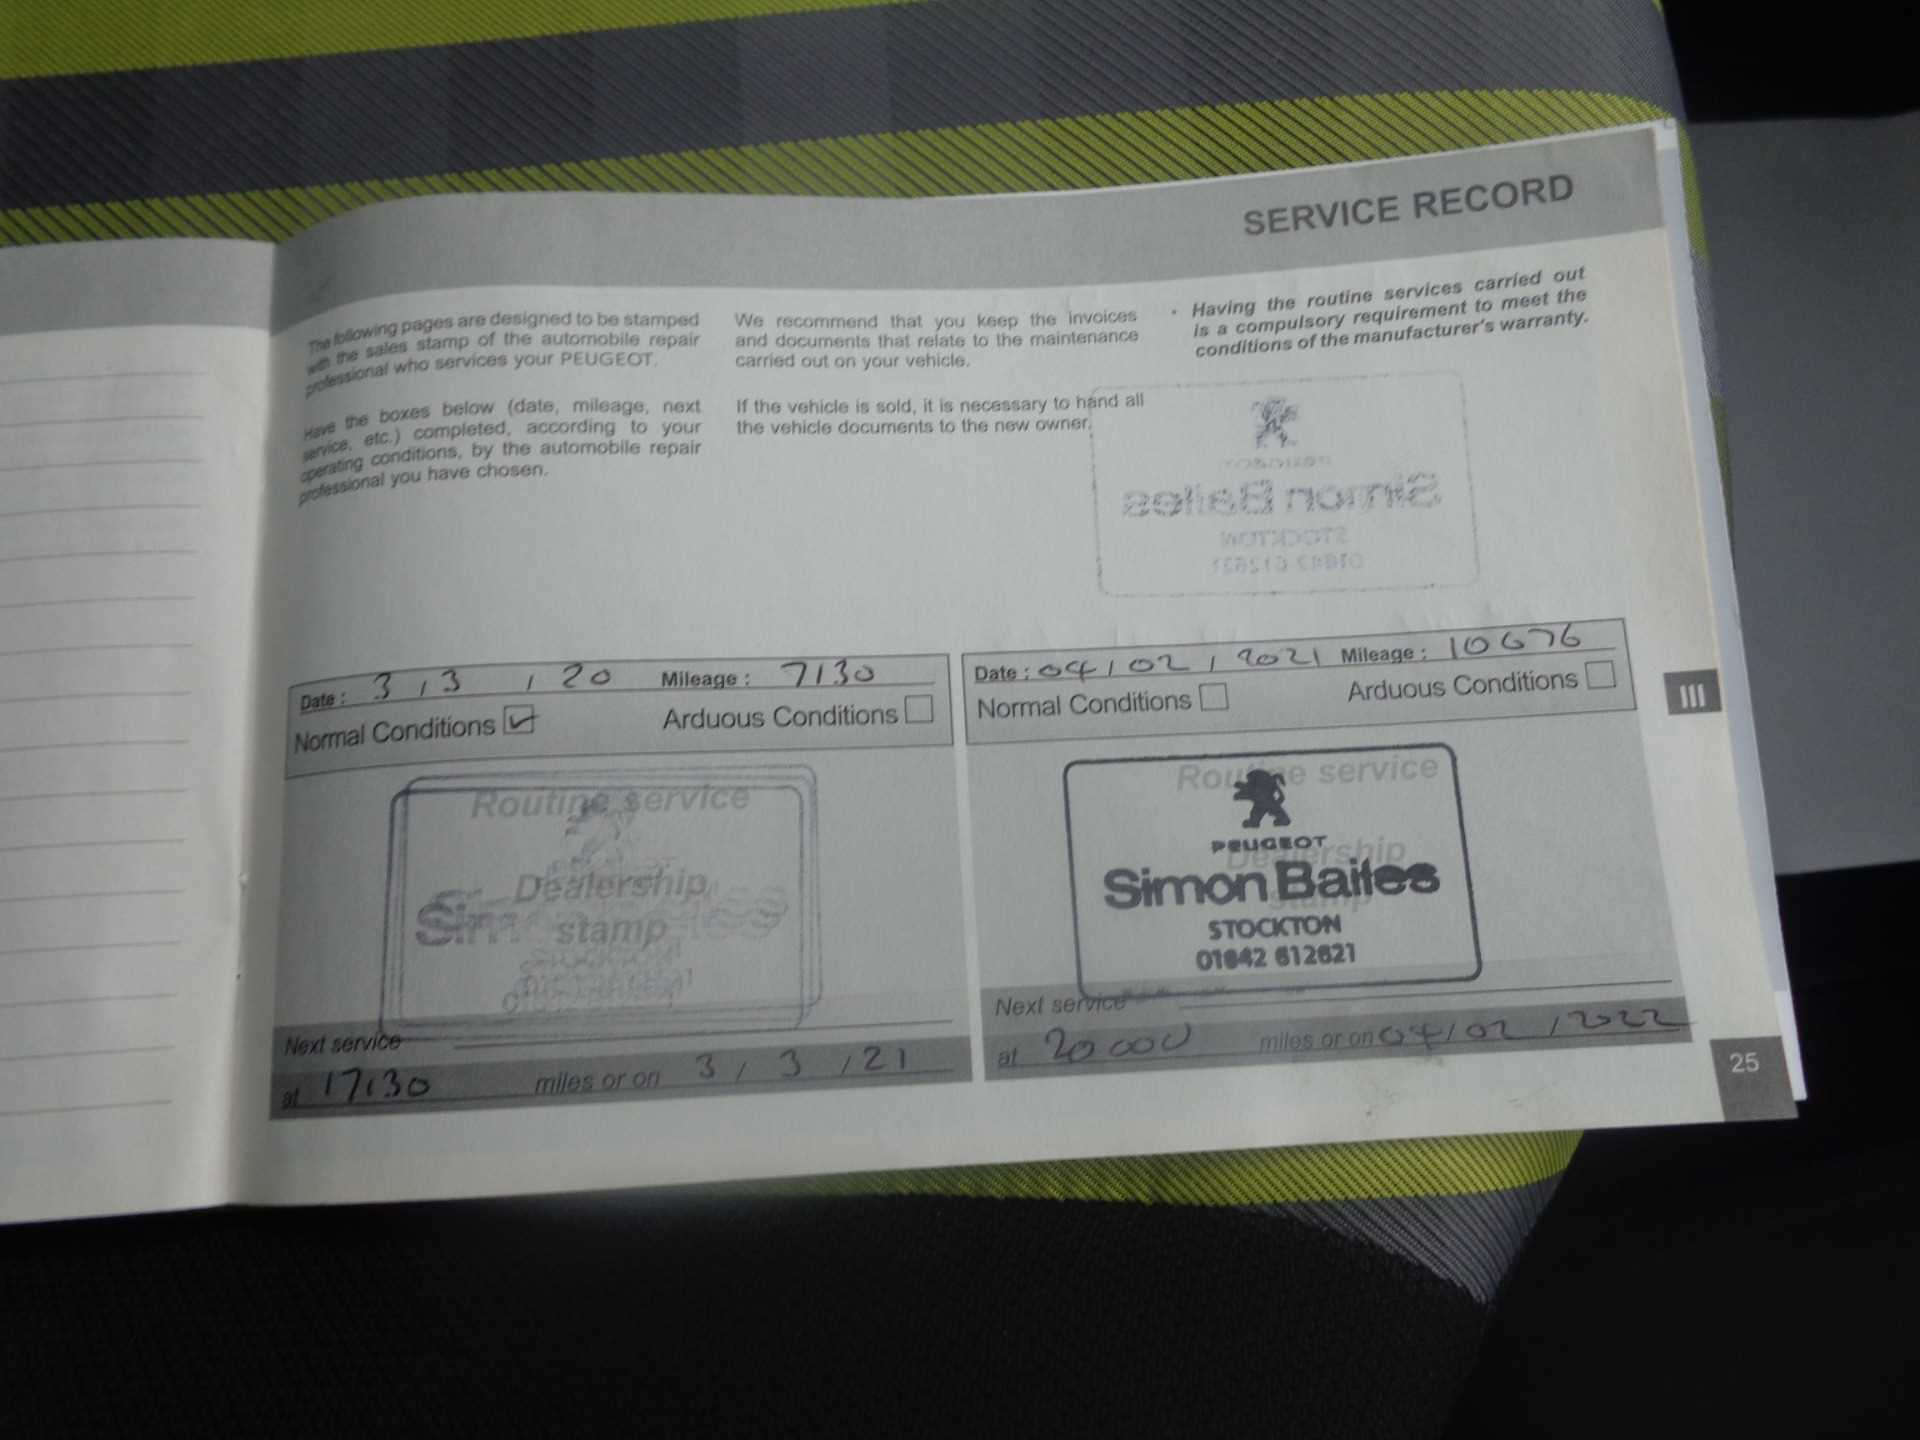 SERVICE RECORD
The following pages are designed to be stamped
with the sales stamp of the automobile repair
professional who services your PEUGEOT.
Have the boxes below (date, mileage, next
service, etc.) completed, according to your
operating conditions, by the automobile repair
professional you have chosen.
We recommend that you keep the invoices
and documents that relate to the maintenance
carried out on your vehicle.
If the vehicle is sold, it is necessary to hand all
the vehicle documents to the new owner.
• Having the routine services carried out
is a compulsory requirement to meet the
conditions of the manufacturer's warranty.
PEUGEOT
Simon Bailes
STOCKTON
Date : 3 / 3 / 20 Mileage : 7130
Normal Conditions Arduous Conditions
Routine service
Dealership
stamp
Next service
at 17130 miles or on 3 / 3 / 21
Date : 04 / 02 / 2021 Mileage : 10676
Normal Conditions Arduous Conditions
Routine service
Dealership
stamp
PEUGEOT
Simon Bailes
STOCKTON
01642 612621
Next service
at 20000 miles or on 04 / 02 / 2022
III
25